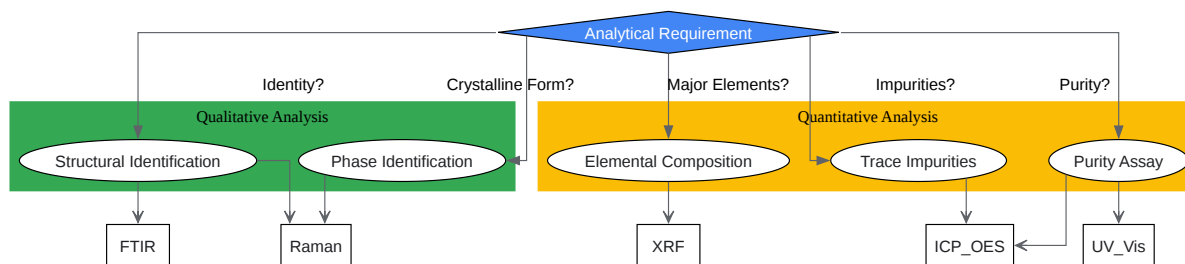 Analytical Requirement
Identity?
Crystalline Form?
Major Elements?
Impurities?
Purity?
Qualitative Analysis
Quantitative Analysis
Structural Identification
Phase Identification
Elemental Composition
Trace Impurities
Purity Assay
FTIR
Raman
XRF
ICP_OES
UV_Vis